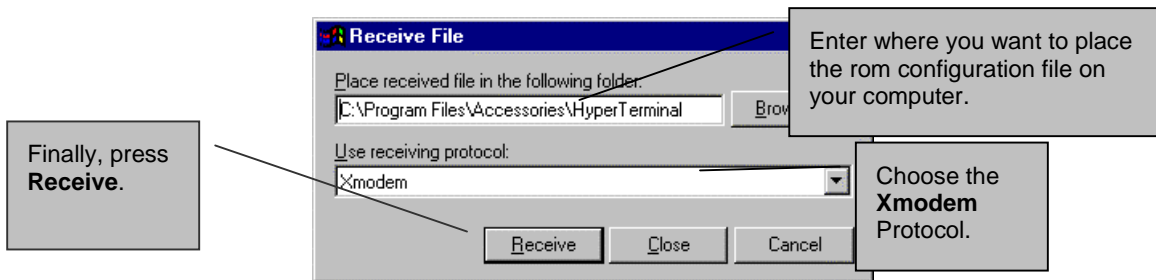 Receive File
Enter where you want to place
the rom configuration file on
your computer.
Place received file in the following folder:
C:\Program Files\Accessories\HyperTerminal
Finally, press
Receive.
Use receiving protocol:
Xmodem
Choose the
Xmodem
Protocol.
Receive Close Cancel